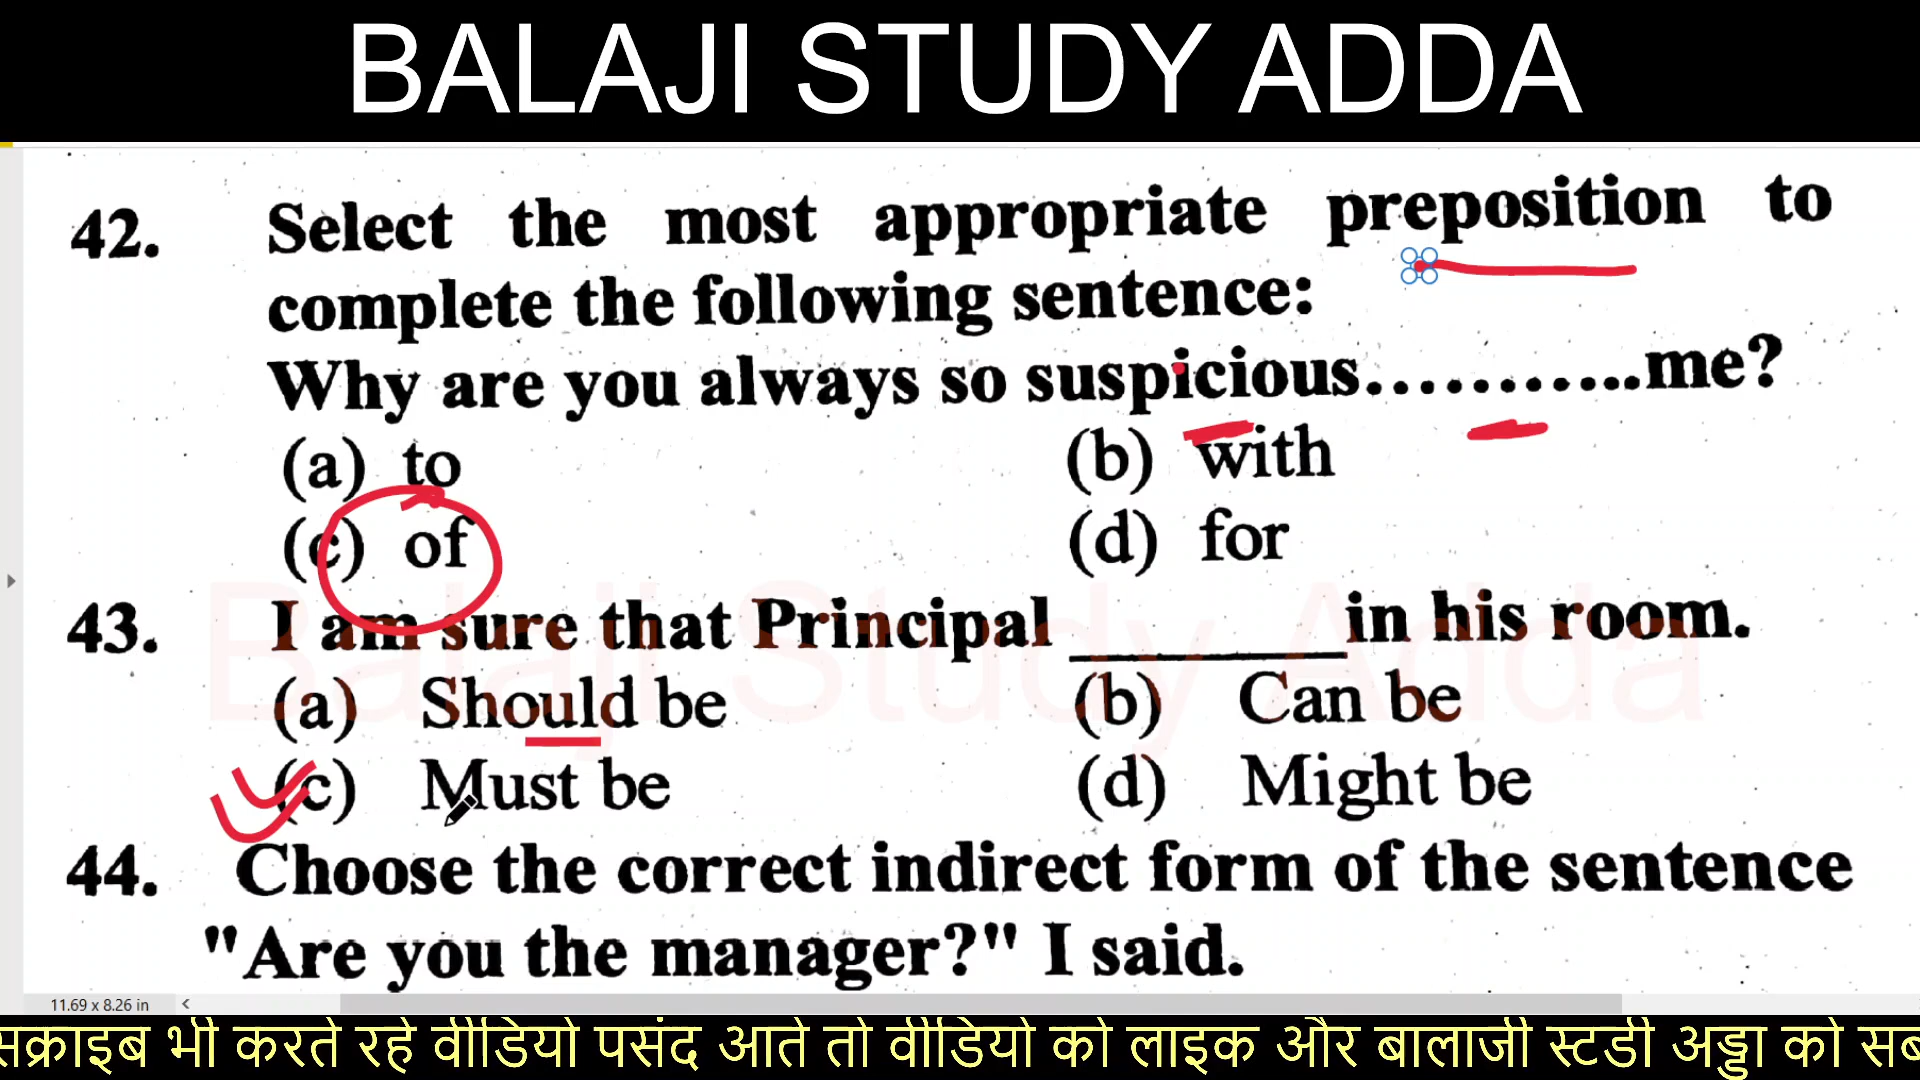 BALAJI STUDY ADDA
42. Select the most appropriate preposition to
complete the following sentence:
Why are you always so suspicious...........me?
(a) to (b) with
(c) of (d) for
43. I am sure that Principal ________ in his room.
(a) Should be (b) Can be
(c) Must be (d) Might be
44. Choose the correct indirect form of the sentence
"Are you the manager?" I said.
Balaji Study Adda
11.69 x 8.26 in
सक्राइब भी करते रहे वीडियो पसंद आते तो वीडियो को लाइक और बालाजी स्टडी अड्डा को सब